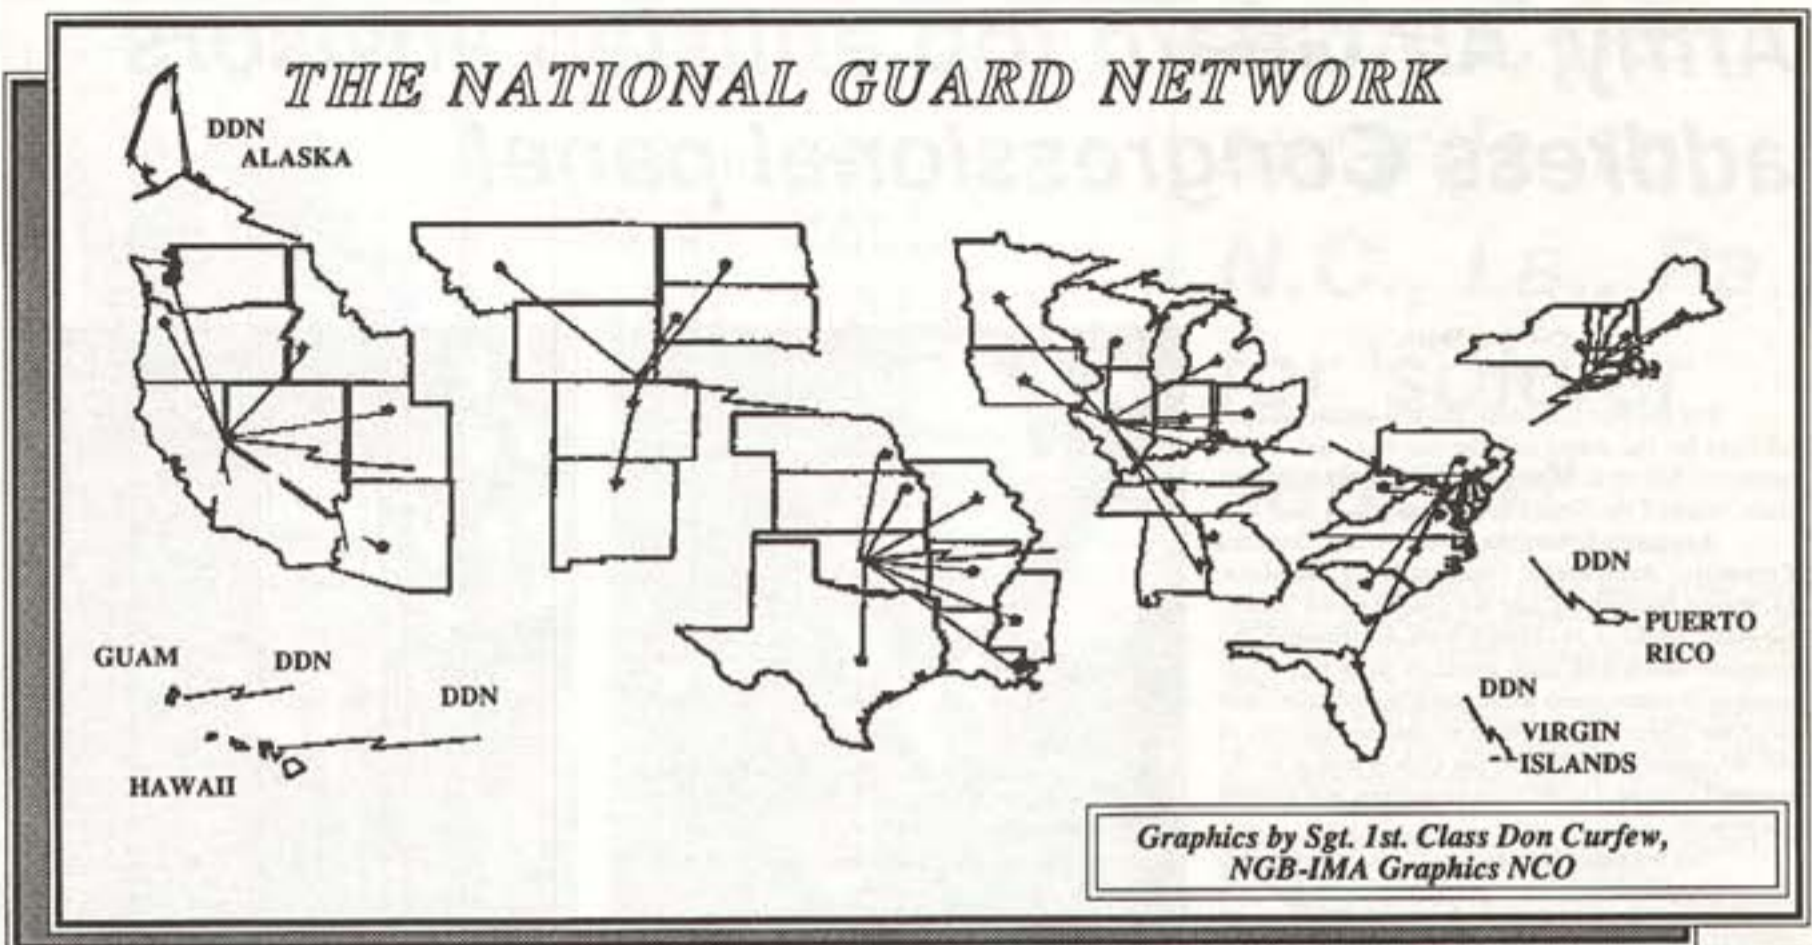 THE NATIONAL GUARD NETWORK
DDN
ALASKA
GUAM
DDN
DDN
HAWAII
DDN
PUERTO
RICO
DDN
VIRGIN
ISLANDS
Graphics by Sgt. 1st. Class Don Curfew,
NGB-IMA Graphics NCO